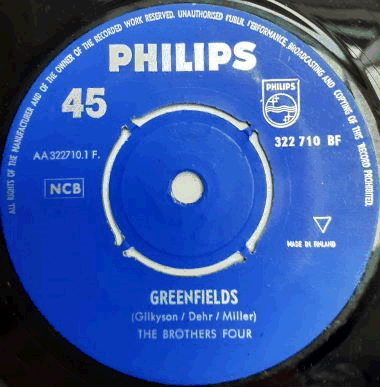 ALL RIGHTS OF THE MANUFACTURER AND OF THE OWNER OF THE RECORDED WORK RESERVED. UNAUTHORISED PUBLIC PERFORMANCE, BROADCASTING AND COPYING OF THIS RECORD PROHIBITED.
PHILIPS
45
PHILIPS
322 710 BF
AA 322710.1 F.
NCB
MADE IN FINLAND
GREENFIELDS
(Gilkyson / Dehr / Miller)
THE BROTHERS FOUR